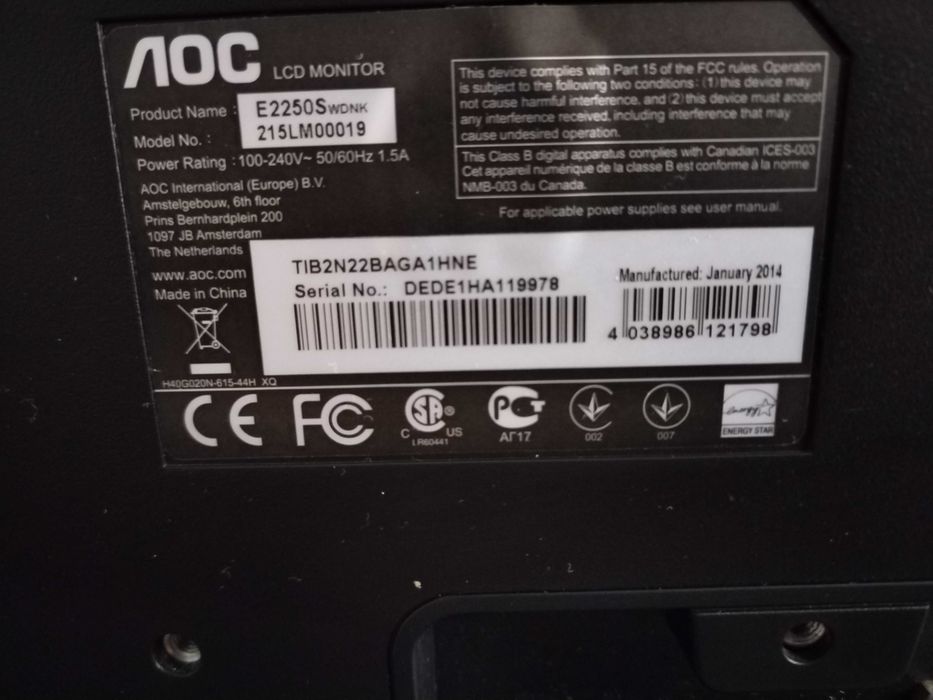 AOC LCD MONITOR
Product Name : E2250SWDNK
Model No. : 215LM00019
Power Rating : 100-240V~ 50/60Hz 1.5A
AOC International (Europe) B.V.
Amstelgebouw, 6th floor
Prins Bernhardplein 200
1097 JB Amsterdam
The Netherlands
www.aoc.com
Made in China
H40G020N-615-44H XQ
This device complies with Part 15 of the FCC rules. Operation
is subject to the following two conditions: (1) this device may
not cause harmful interference, and (2) this device must accept
any interference received, including interference that may
cause undesired operation.
This Class B digital apparatus complies with Canadian ICES-003
Cet appareil numérique de la classe B est conforme à la norme
NMB-003 du Canada.
For applicable power supplies see user manual.
TIB2N22BAGA1HNE
Serial No.: DEDE1HA119978
Manufactured: January 2014
4 038986 121798
CE FC SA® C US LR60441 PCT АГ17 002 007 energy ENERGY STAR